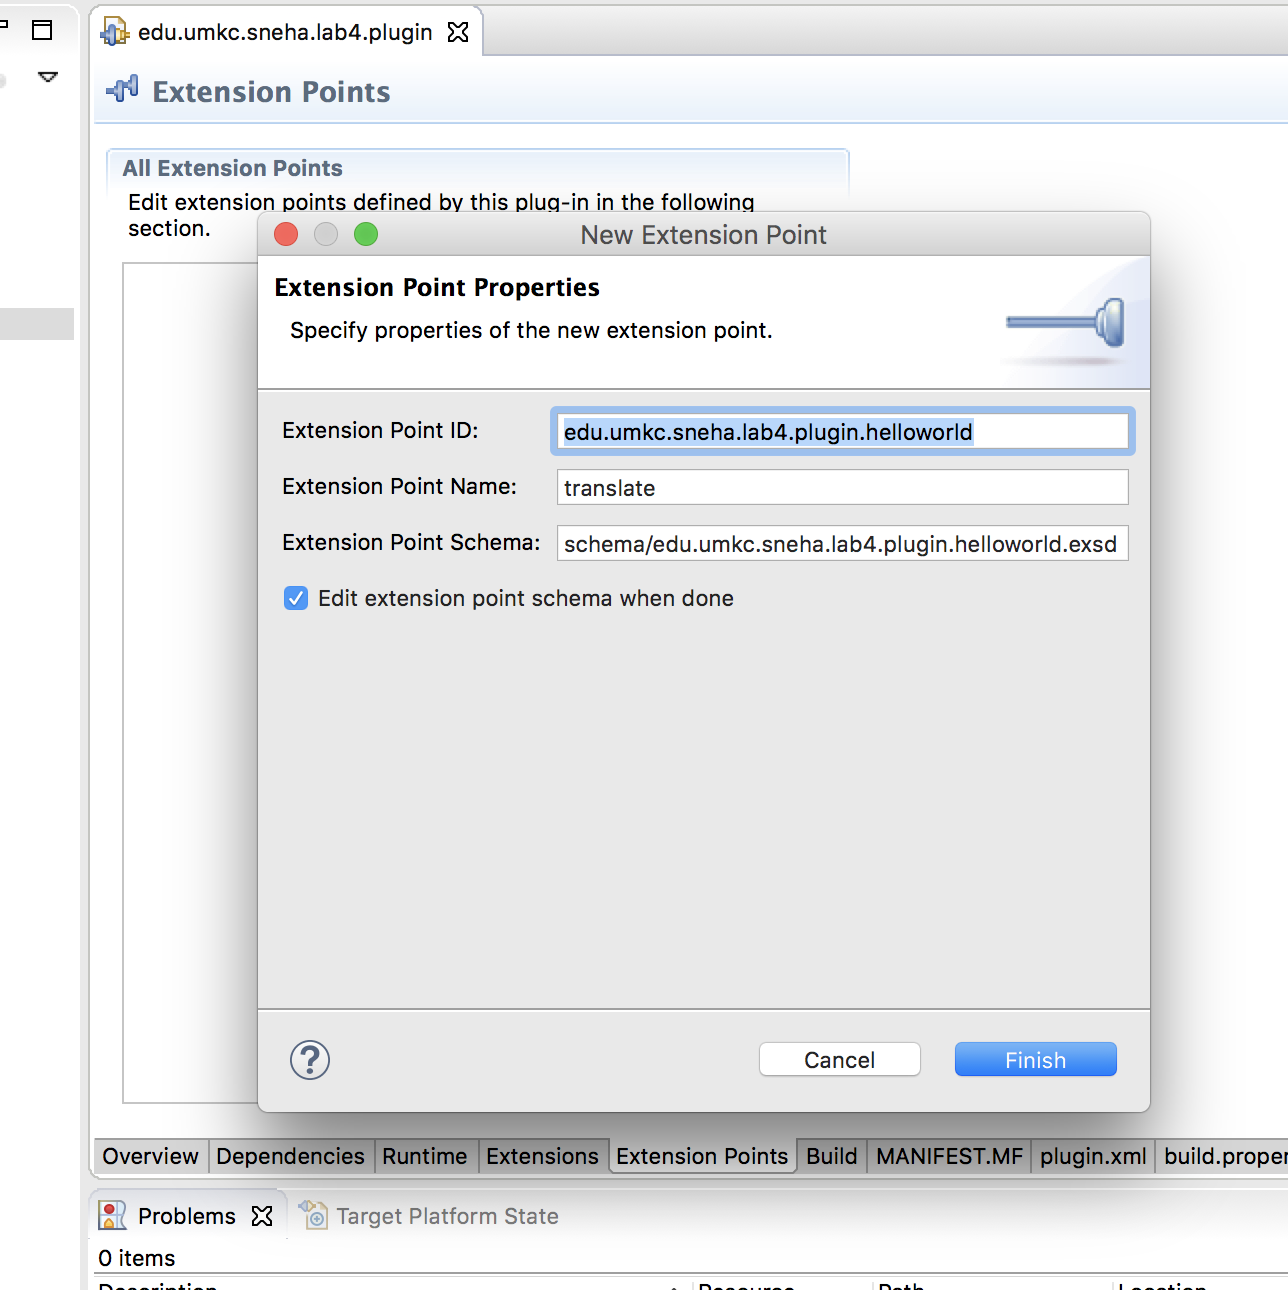 edu.umkc.sneha.lab4.plugin
Extension Points
All Extension Points
Edit extension points defined by this plug-in in the following
section.
New Extension Point
Extension Point Properties
Specify properties of the new extension point.
Extension Point ID: edu.umkc.sneha.lab4.plugin.helloworld
Extension Point Name: translate
Extension Point Schema: schema/edu.umkc.sneha.lab4.plugin.helloworld.exsd
Edit extension point schema when done
? Cancel Finish
Overview Dependencies Runtime Extensions Extension Points Build MANIFEST.MF plugin.xml build.proper
Problems Target Platform State
0 items
Description Resource Path Location